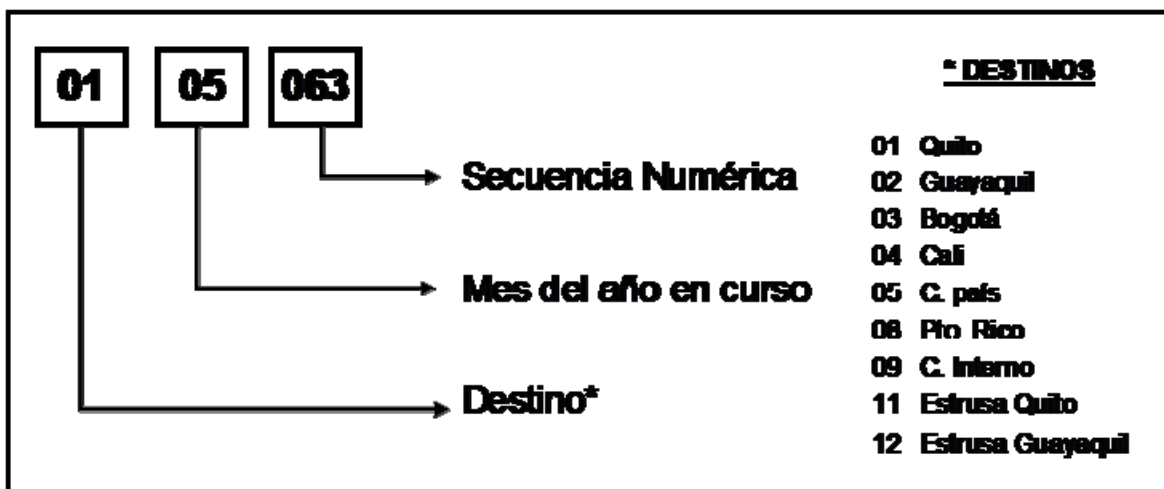 01 05 063
Secuencia Numérica
Mes del año en curso
Destino*
* DESTINOS
01 Quito
02 Guayaquil
03 Bogotá
04 Cali
05 C. país
08 Pto Rico
09 C. Interno
11 Estrusa Quito
12 Estrusa Guayaquil